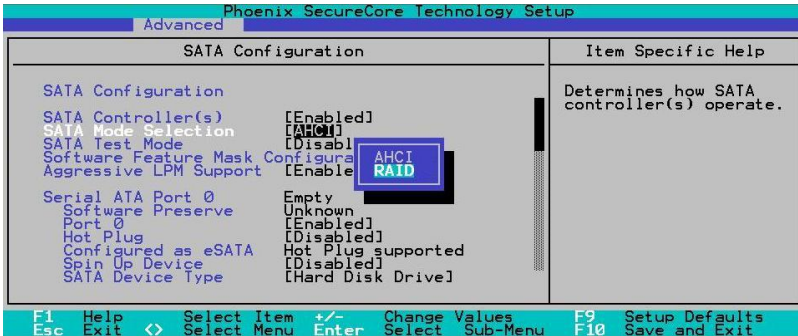 Phoenix SecureCore Technology Setup
Advanced
SATA Configuration
Item Specific Help
SATA Configuration
SATA Controller(s) [Enabled]
SATA Mode Selection [AHCI]
SATA Test Mode [Disabl
Software Feature Mask Configura
Aggressive LPM Support [Enable
AHCI
RAID
Serial ATA Port 0 Empty
Software Preserve Unknown
Port 0 [Enabled]
Hot Plug [Disabled]
Configured as eSATA Hot Plug supported
Spin Up Device [Disabled]
SATA Device Type [Hard Disk Drive]
Determines how SATA
controller(s) operate.
F1 Help Select Item +/- Change Values F9 Setup Defaults
Esc Exit <> Select Menu Enter Select Sub-Menu F10 Save and Exit